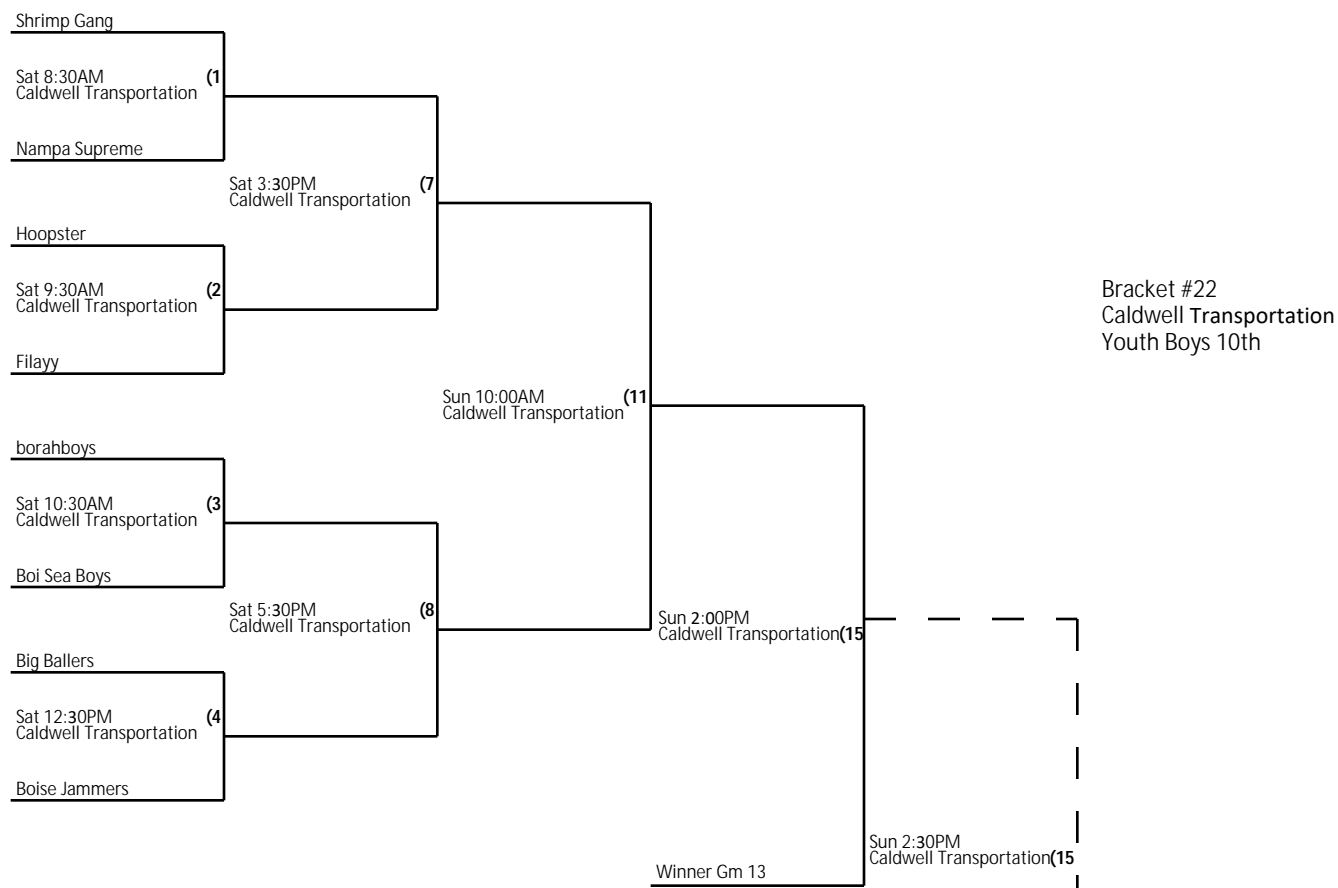 Shrimp Gang
Sat 8:30AM (1
Caldwell Transportation
Nampa Supreme
Sat 3:30PM (7
Caldwell Transportation
Hoopster
Sat 9:30AM (2
Caldwell Transportation
Filayy
Bracket #22
Caldwell Transportation
Youth Boys 10th
Sun 10:00AM (11
Caldwell Transportation
borahboys
Sat 10:30AM (3
Caldwell Transportation
Boi Sea Boys
Sat 5:30PM (8
Caldwell Transportation
Sun 2:00PM
Caldwell Transportation(15
Big Ballers
Sat 12:30PM (4
Caldwell Transportation
Boise Jammers
Sun 2:30PM
Caldwell Transportation(15
Winner Gm 13